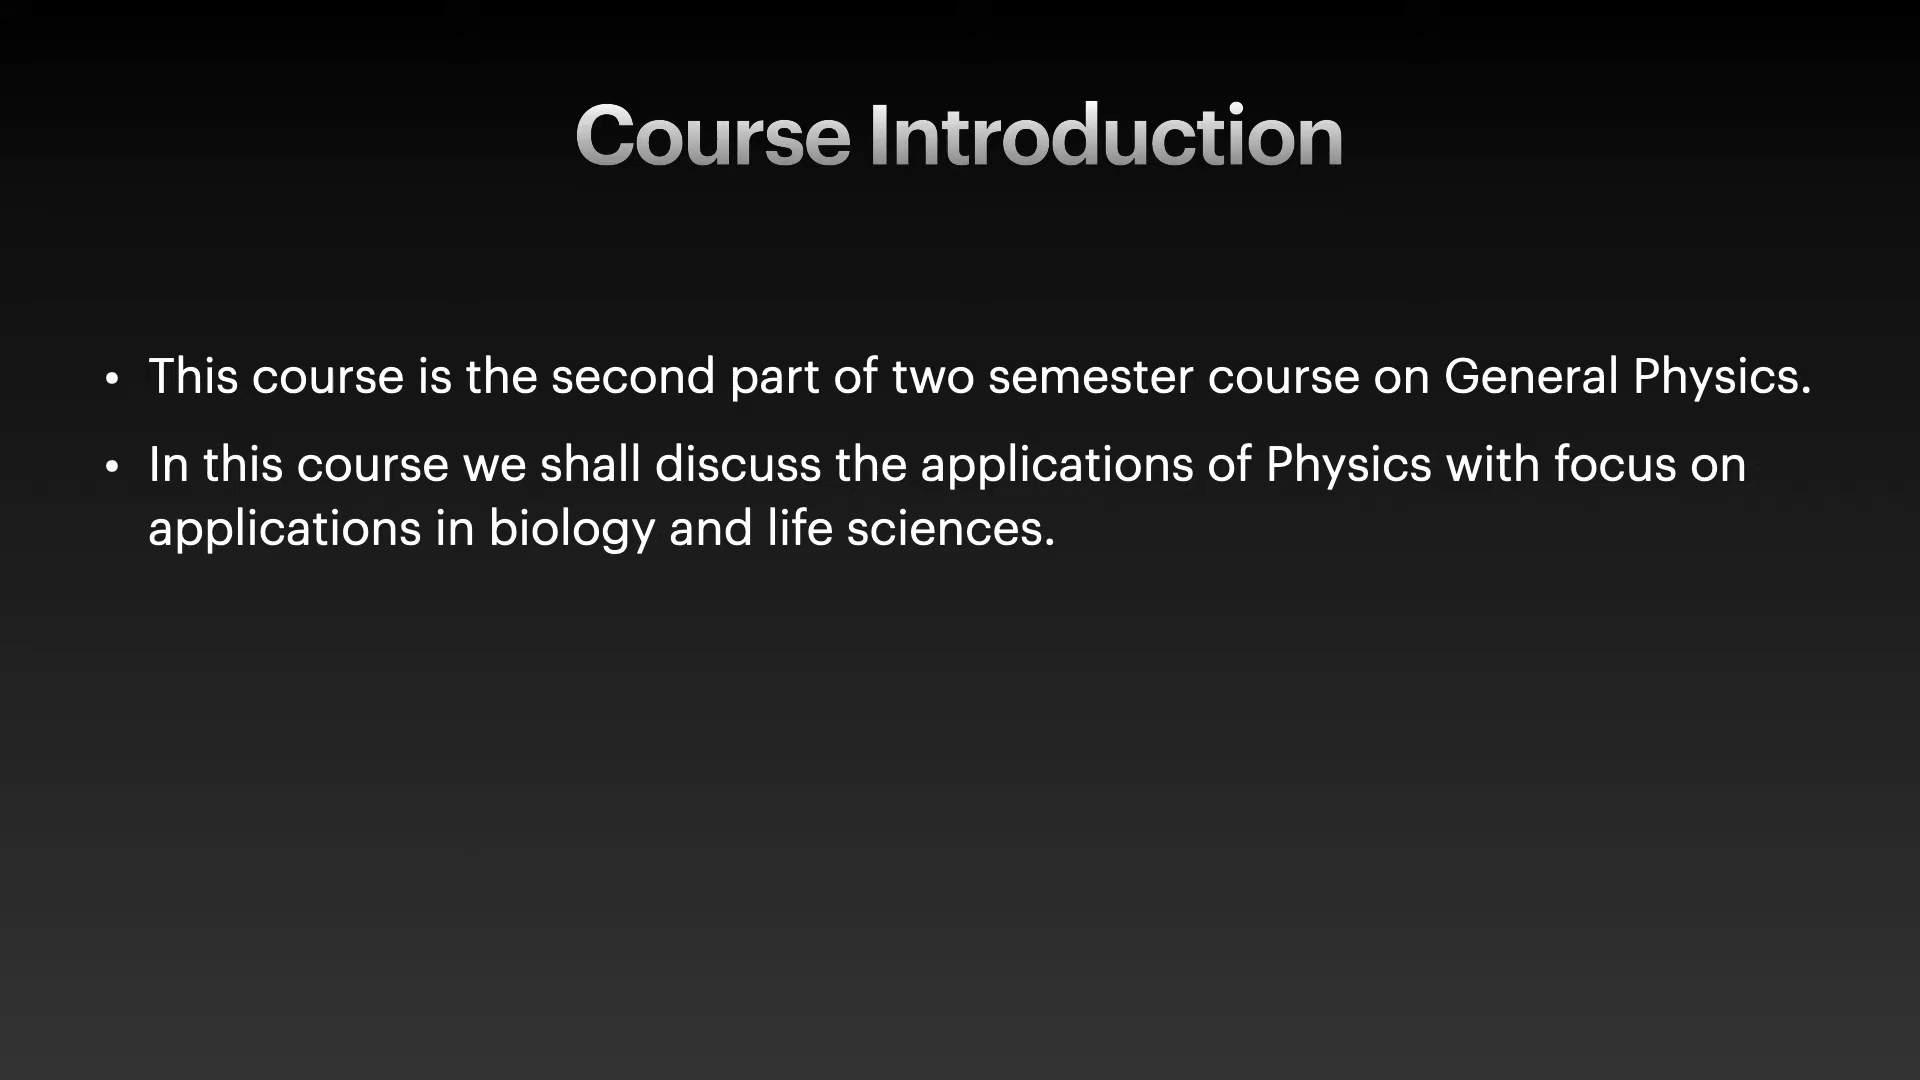 Course Introduction
• This course is the second part of two semester course on General Physics.
• In this course we shall discuss the applications of Physics with focus on
applications in biology and life sciences.